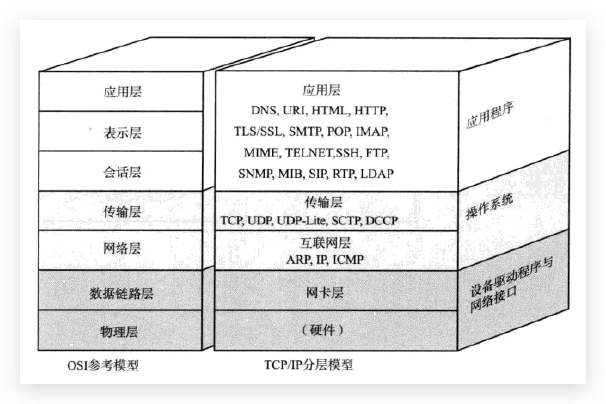 应用层
表示层
会话层
传输层
网络层
数据链路层
物理层
OSI参考模型
应用层
DNS, URI, HTML, HTTP,
TLS/SSL, SMTP, POP, IMAP,
MIME, TELNET,SSH, FTP,
SNMP, MIB, SIP, RTP, LDAP
传输层
TCP, UDP, UDP-Lite, SCTP, DCCP
互联网层
ARP, IP, ICMP
网卡层
（硬件）
TCP/IP分层模型
应用程序
操作系统
设备驱动程序与
网络接口